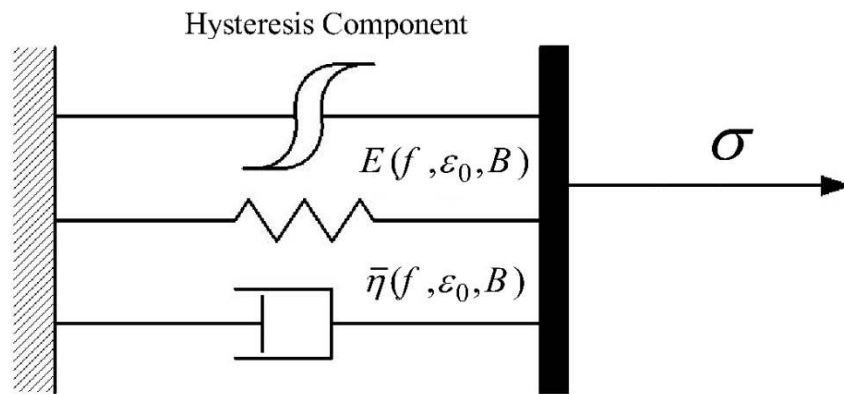 Hysteresis Component
E(f,ε₀,B)
σ
η̄(f,ε₀,B)